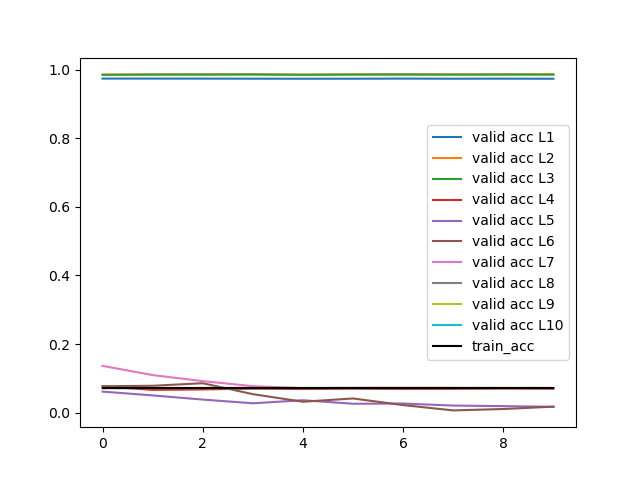 1.0
0.8
0.6
0.4
0.2
0.0
0 2 4 6 8
valid acc L1
valid acc L2
valid acc L3
valid acc L4
valid acc L5
valid acc L6
valid acc L7
valid acc L8
valid acc L9
valid acc L10
train_acc